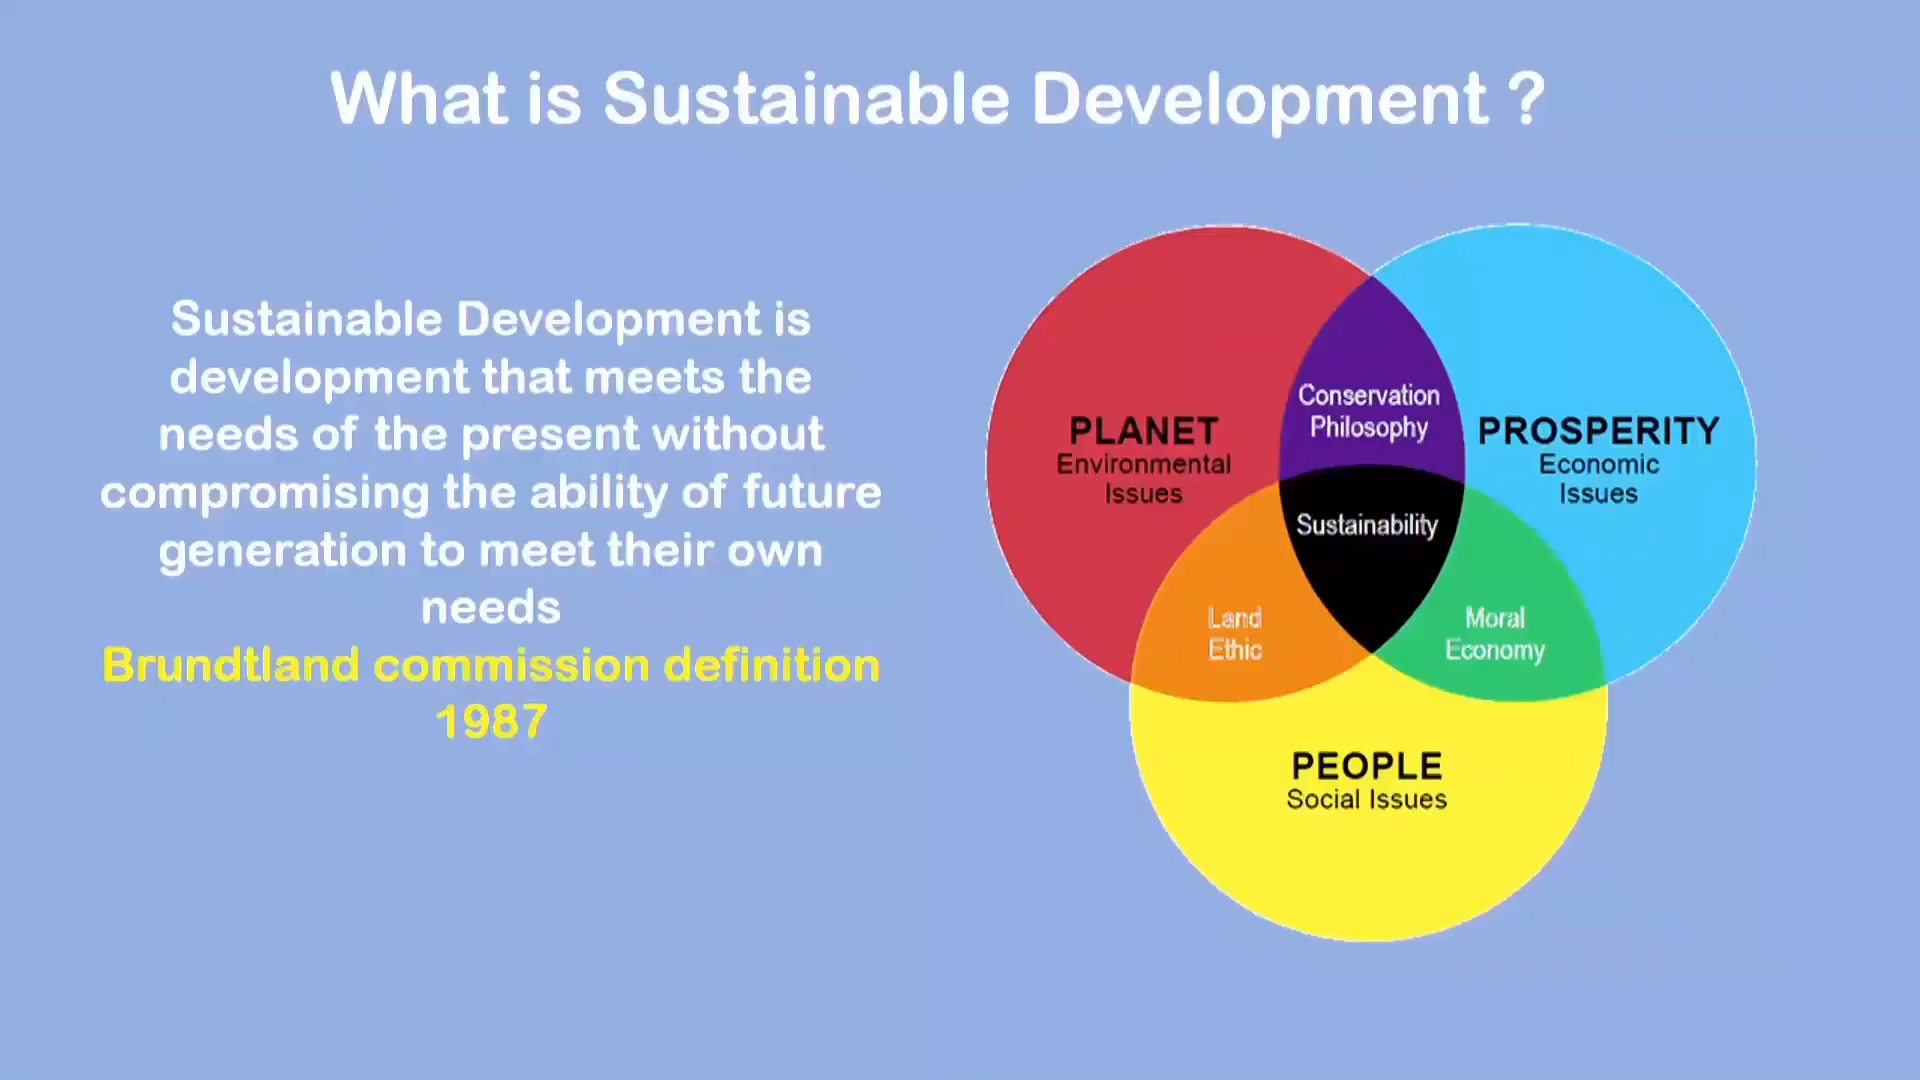 What is Sustainable Development ?
Sustainable Development is
development that meets the
needs of the present without
compromising the ability of future
generation to meet their own
needs
Brundtland commission definition
1987
Conservation
Philosophy
PLANET
Environmental
Issues
PROSPERITY
Economic
Issues
Sustainability
Land
Ethic
Moral
Economy
PEOPLE
Social Issues